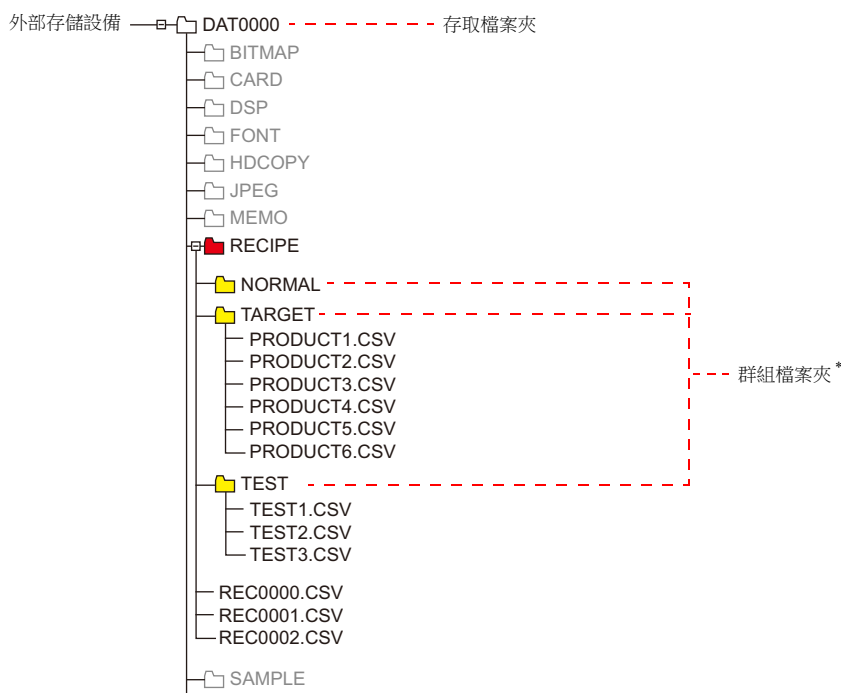 外部存儲設備
DAT0000
存取檔案夾
BITMAP
CARD
DSP
FONT
HDCOPY
JPEG
MEMO
RECIPE
NORMAL
TARGET
PRODUCT1.CSV
PRODUCT2.CSV
PRODUCT3.CSV
PRODUCT4.CSV
群組檔案夾*
PRODUCT5.CSV
PRODUCT6.CSV
TEST
TEST1.CSV
TEST2.CSV
TEST3.CSV
REC0000.CSV
REC0001.CSV
REC0002.CSV
SAMPLE